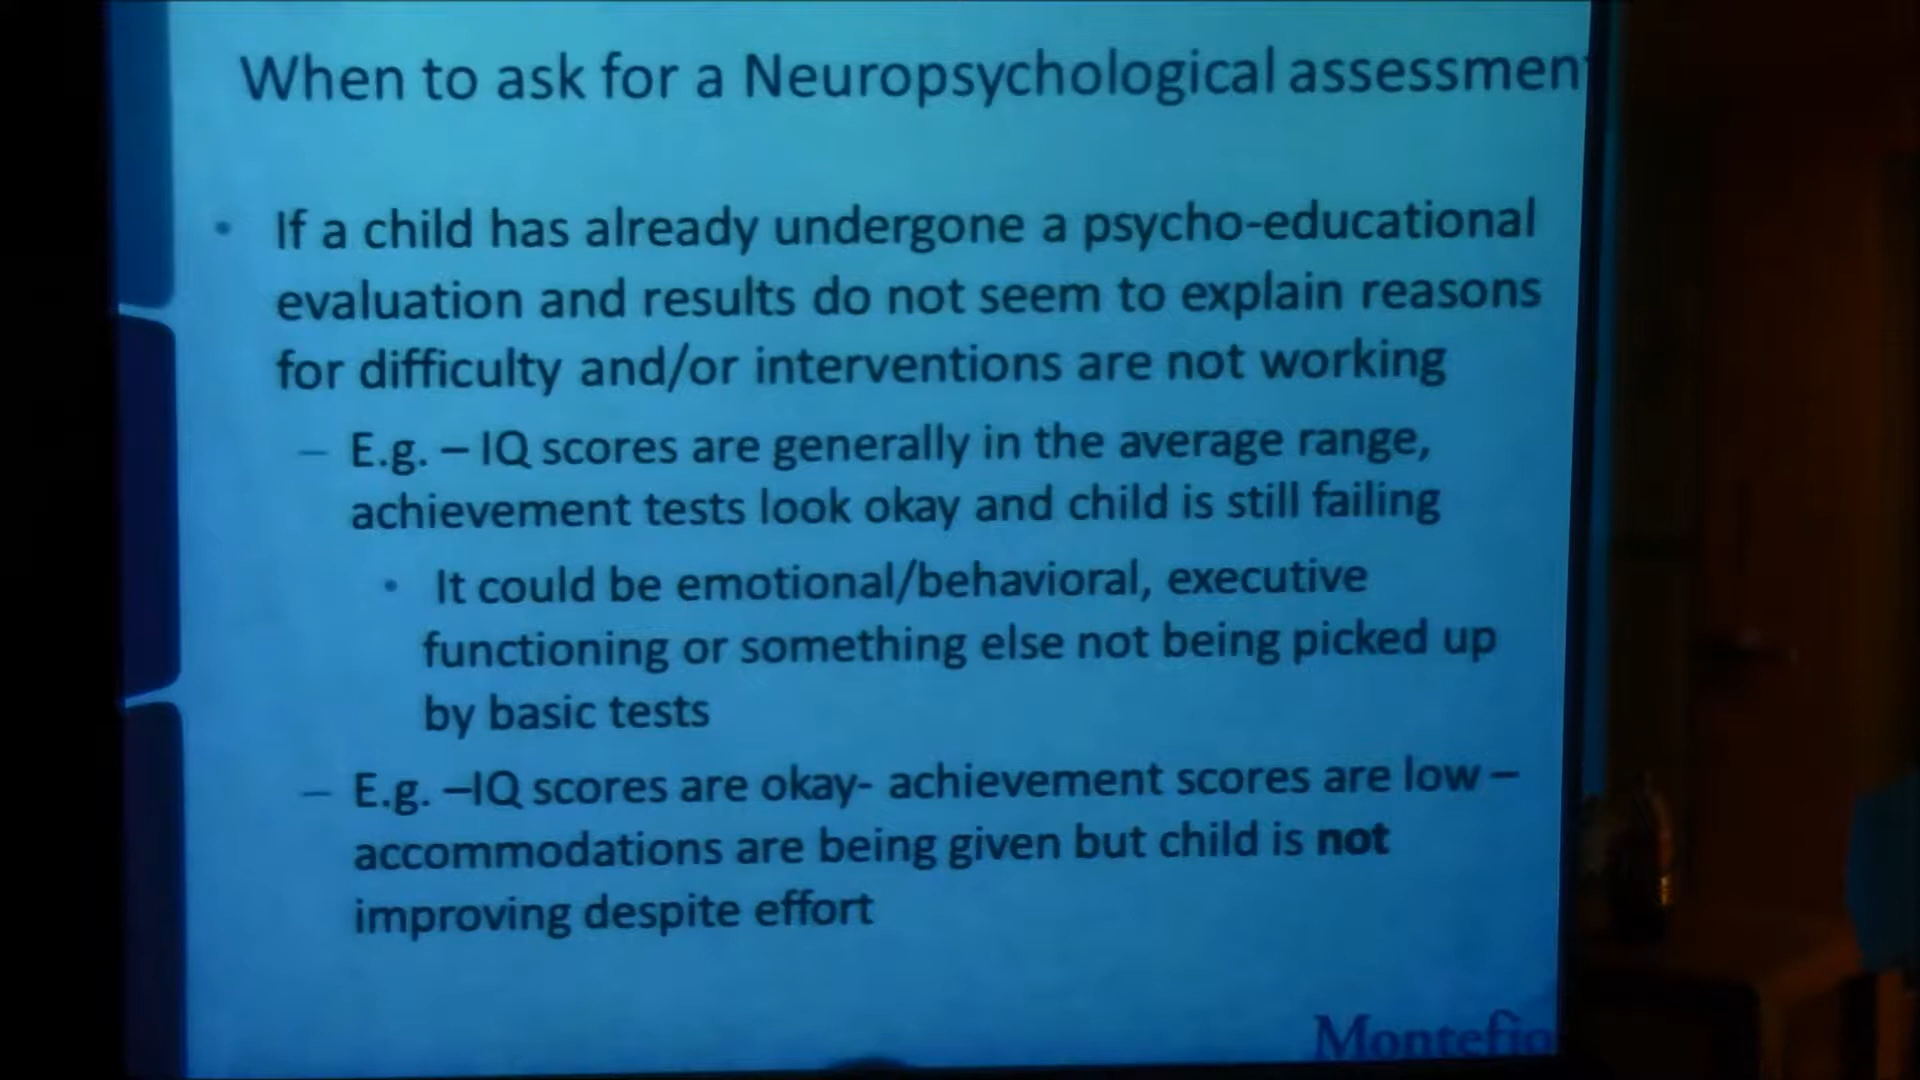 When to ask for a Neuropsychological assessmen
• If a child has already undergone a psycho-educational
evaluation and results do not seem to explain reasons
for difficulty and/or interventions are not working
– E.g. – IQ scores are generally in the average range,
achievement tests look okay and child is still failing
• It could be emotional/behavioral, executive
functioning or something else not being picked up
by basic tests
– E.g. –IQ scores are okay- achievement scores are low –
accommodations are being given but child is not
improving despite effort
Montefio